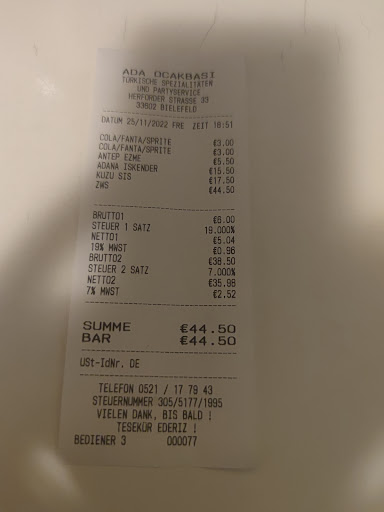 ADA OCAKBASI
TÜRKISCHE SPEZIALITÄTEN
UND PARTYSERVICE
HERFORDER STRASSE 33
33602 BIELEFELD
DATUM 25/11/2022 FRE ZEIT 16:51
COLA/FANTA/SPRITE €3.00
COLA/FANTA/SPRITE €3.00
ANTEP EZME €5.50
ADANA ISKENDER €15.50
KUZU SIS €17.50
ZWS €44.50
BRUTTO1 €6.00
STEUER 1 SATZ 19.000%
NETTO1 €5.04
19% MWST €0.96
BRUTTO2 €38.50
STEUER 2 SATZ 7.000%
NETTO2 €35.98
7% MWST €2.52
SUMME €44.50
BAR €44.50
USt-IdNr. DE
TELEFON 0521 / 17 79 43
STEUERNUMMER 305/5177/1995
VIELEN DANK, BIS BALD !
TESEKÜR EDERIZ !
BEDIENER 3 000077